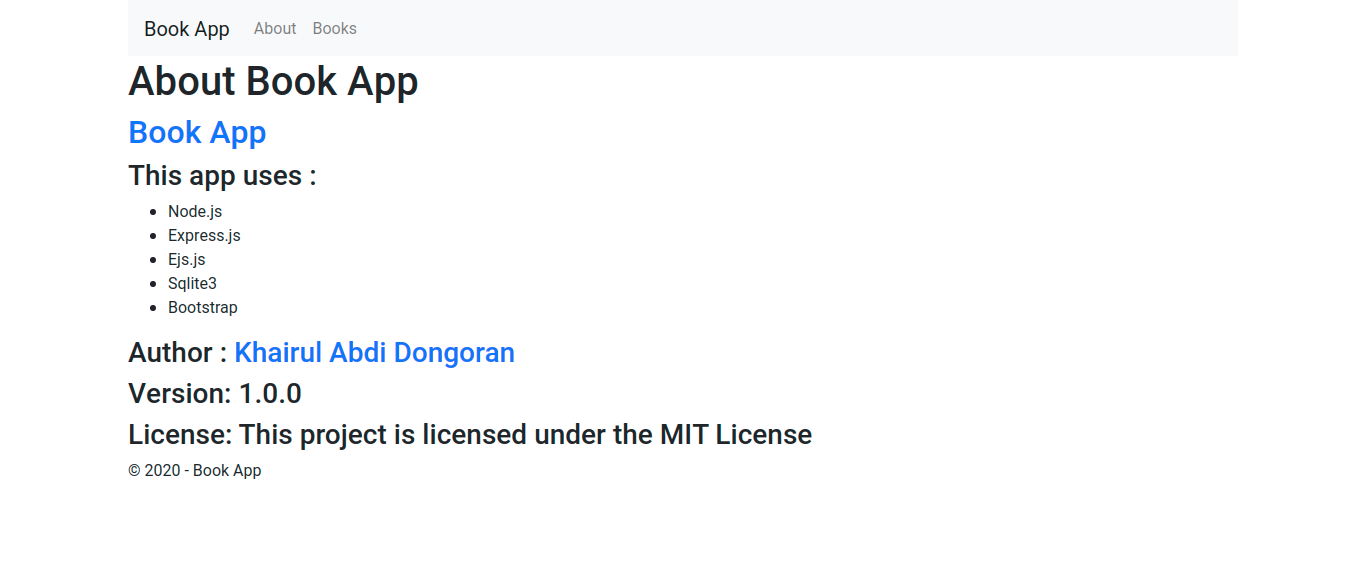 Book App About Books
About Book App
Book App
This app uses :
Node.js
Express.js
Ejs.js
Sqlite3
Bootstrap
Author : Khairul Abdi Dongoran
Version: 1.0.0
License: This project is licensed under the MIT License
© 2020 - Book App